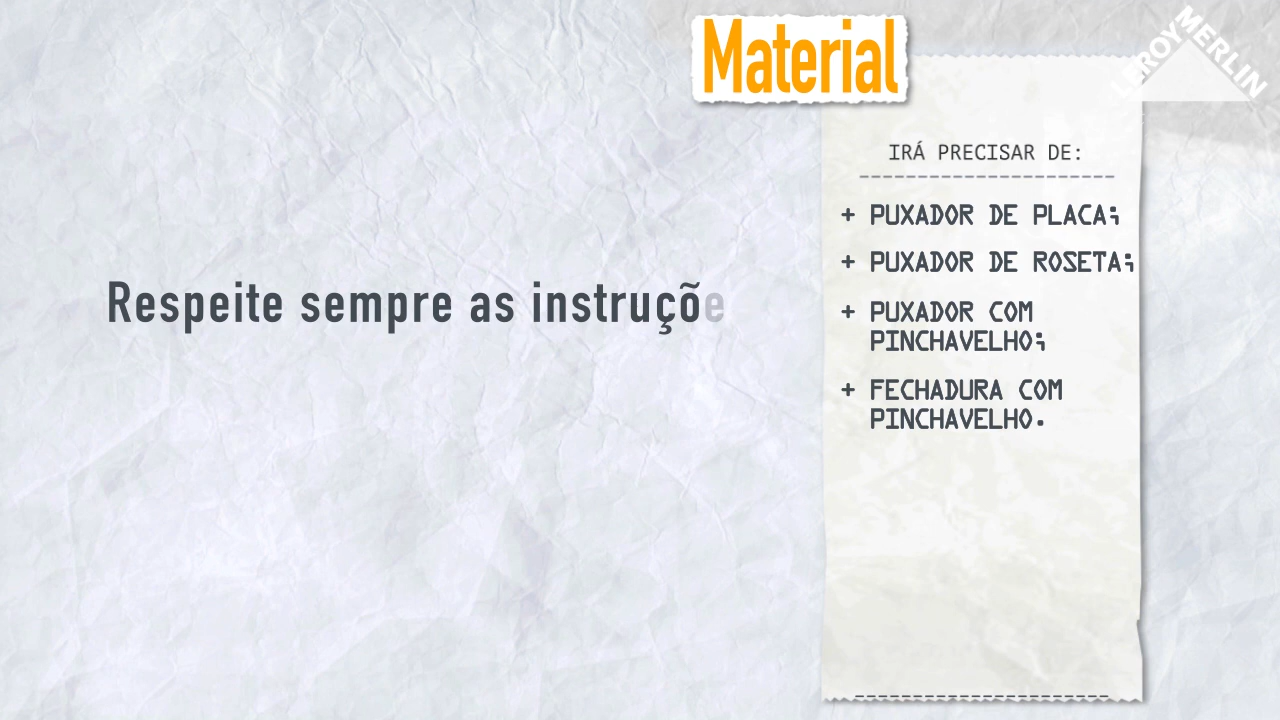 Material
LEROY MERLIN
IRÁ PRECISAR DE:
+ PUXADOR DE PLACA;
+ PUXADOR DE ROSETA;
Respeite sempre as instruçõe
+ PUXADOR COM
PINCHAVELHO;
+ FECHADURA COM
PINCHAVELHO.